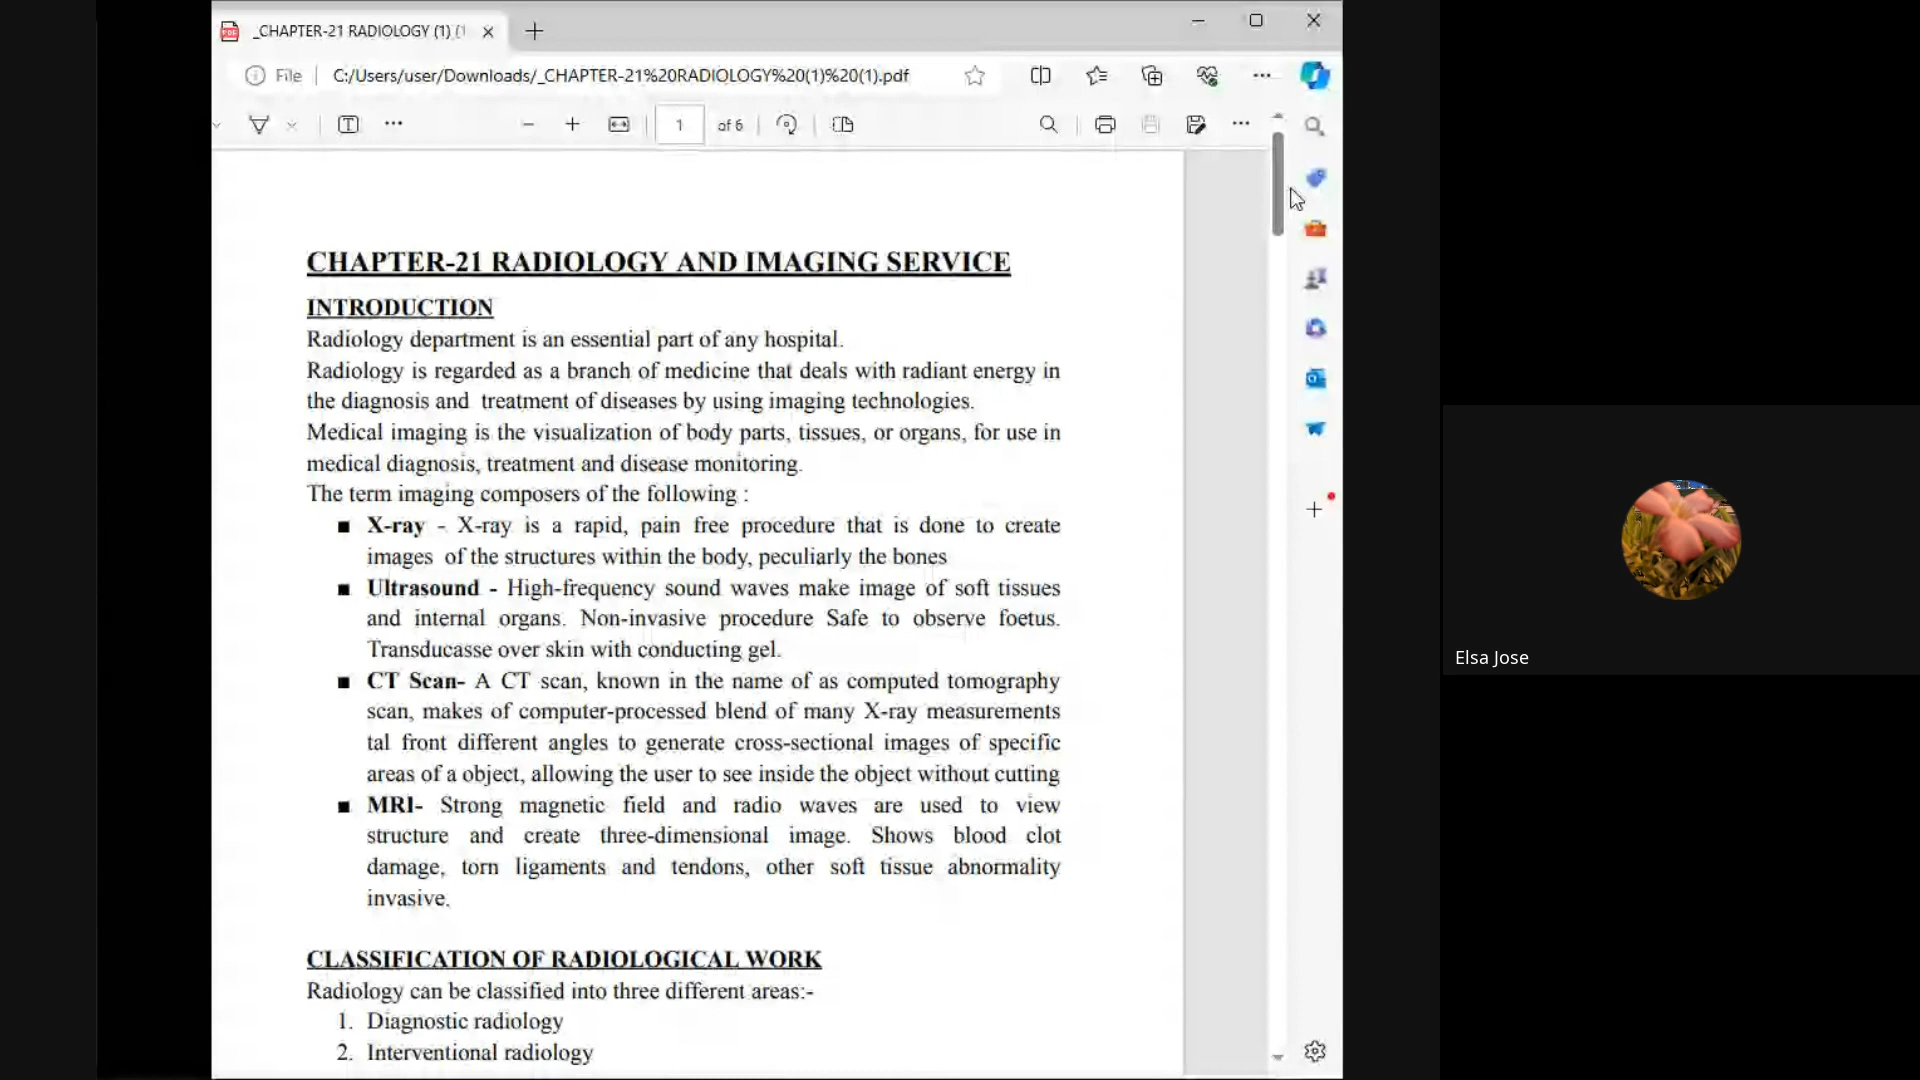 _CHAPTER-21 RADIOLOGY (1) (1
File
C:/Users/user/Downloads/_CHAPTER-21%20RADIOLOGY%20(1)%20(1).pdf
1 of 6
CHAPTER-21 RADIOLOGY AND IMAGING SERVICE
INTRODUCTION
Radiology department is an essential part of any hospital.
Radiology is regarded as a branch of medicine that deals with radiant energy in
the diagnosis and treatment of diseases by using imaging technologies.
Medical imaging is the visualization of body parts, tissues, or organs, for use in
medical diagnosis, treatment and disease monitoring.
The term imaging composers of the following :
■ X-ray - X-ray is a rapid, pain free procedure that is done to create
images of the structures within the body, peculiarly the bones
■ Ultrasound - High-frequency sound waves make image of soft tissues
and internal organs. Non-invasive procedure Safe to observe foetus.
Transducasse over skin with conducting gel.
■ CT Scan- A CT scan, known in the name of as computed tomography
scan, makes of computer-processed blend of many X-ray measurements
tal front different angles to generate cross-sectional images of specific
areas of a object, allowing the user to see inside the object without cutting
■ MRI- Strong magnetic field and radio waves are used to view
structure and create three-dimensional image. Shows blood clot
damage, torn ligaments and tendons, other soft tissue abnormality
invasive.
CLASSIFICATION OF RADIOLOGICAL WORK
Radiology can be classified into three different areas:-
1. Diagnostic radiology
2. Interventional radiology
Elsa Jose